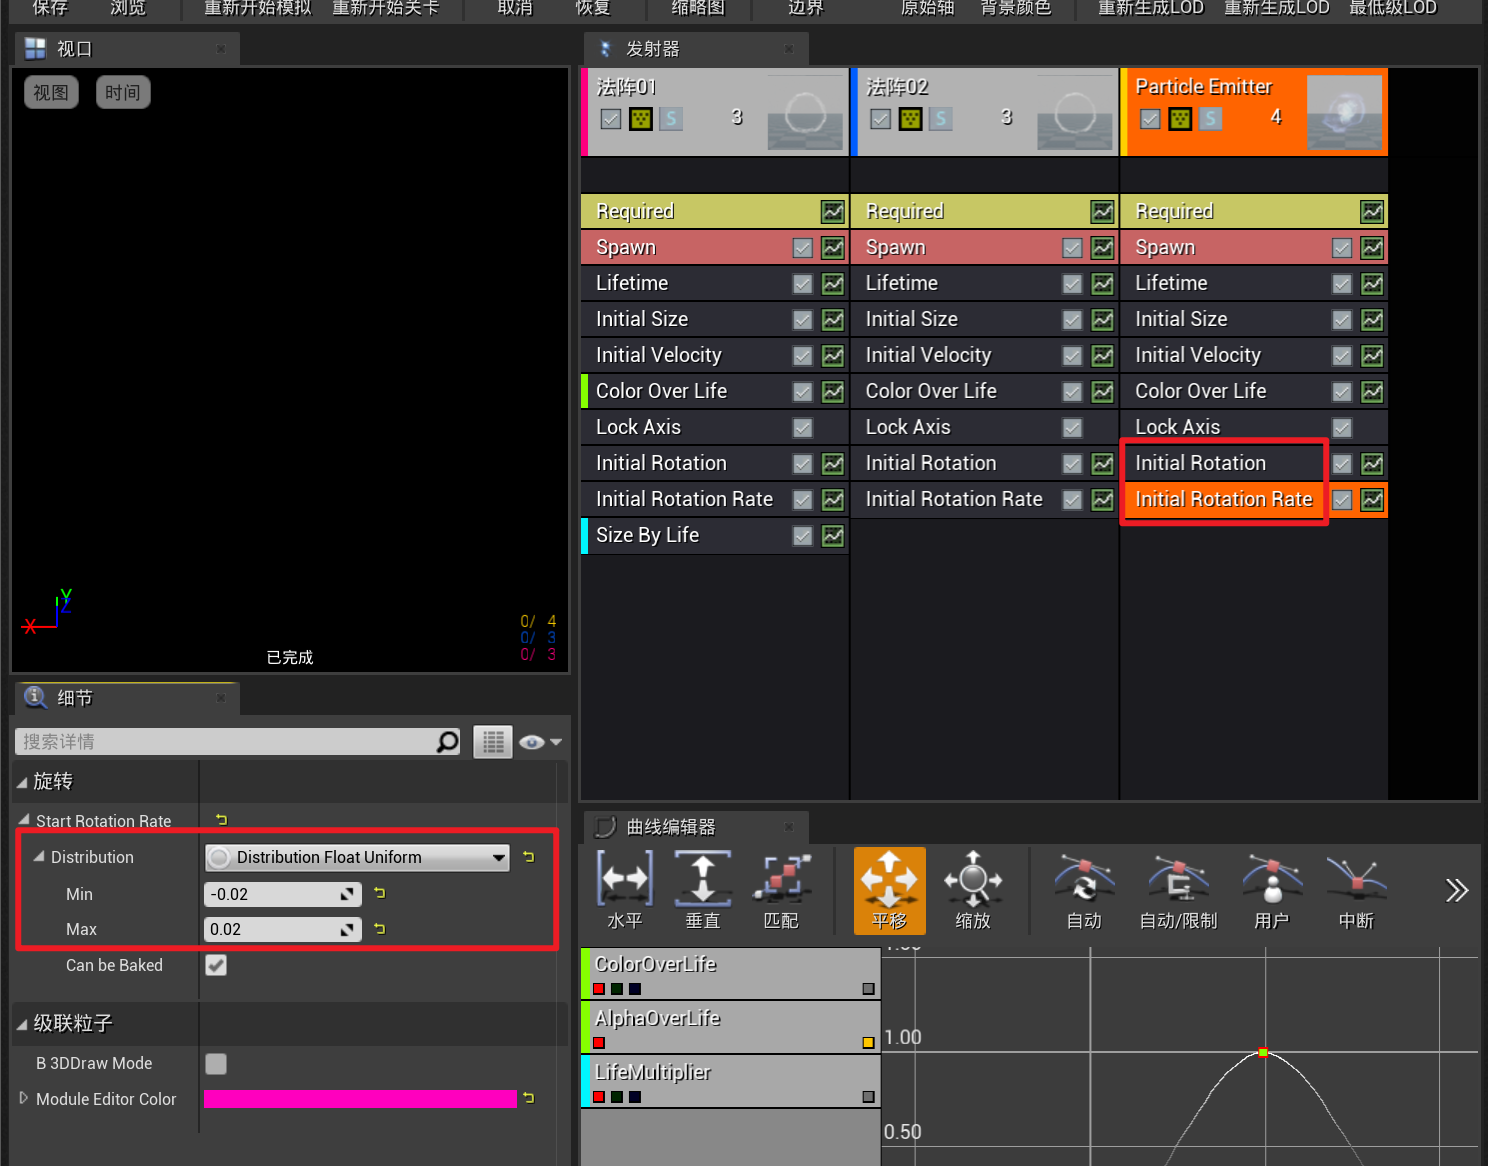 保存 浏览 重新开始模拟 重新开始关卡 取消 恢复 缩略图 边界 原始轴 背景颜色 重新生成LOD 重新生成LOD 最低级LOD
视口
视图 时间
X
Y
Z
0/ 4
0/ 3
0/ 3
已完成
发射器
法阵01
S 3
法阵02
S 3
Particle Emitter
S 4
Required Required Required
Spawn Spawn Spawn
Lifetime Lifetime Lifetime
Initial Size Initial Size Initial Size
Initial Velocity Initial Velocity Initial Velocity
Color Over Life Color Over Life Color Over Life
Lock Axis Lock Axis Lock Axis
Initial Rotation Initial Rotation Initial Rotation
Initial Rotation Rate Initial Rotation Rate Initial Rotation Rate
Size By Life
细节
搜索详情
旋转
Start Rotation Rate
Distribution Distribution Float Uniform
Min -0.02
Max 0.02
Can be Baked
级联粒子
B 3DDraw Mode
Module Editor Color
曲线编辑器
水平 垂直 匹配 平移 缩放 自动 自动/限制 用户 中断
ColorOverLife
AlphaOverLife
LifeMultiplier
1.00
0.50